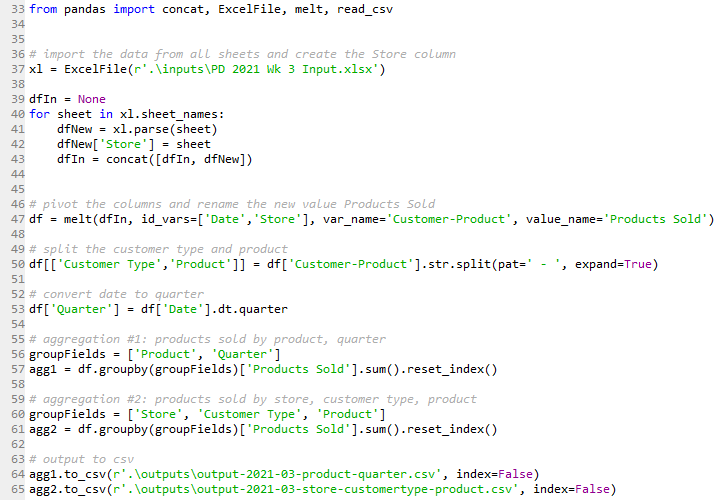 33 from pandas import concat, ExcelFile, melt, read_csv
34
35
36 # import the data from all sheets and create the Store column
37 xl = ExcelFile(r'.\inputs\PD 2021 Wk 3 Input.xlsx')
38
39 dfIn = None
40 for sheet in xl.sheet_names:
41     dfNew = xl.parse(sheet)
42     dfNew['Store'] = sheet
43     dfIn = concat([dfIn, dfNew])
44
45
46 # pivot the columns and rename the new value Products Sold
47 df = melt(dfIn, id_vars=['Date','Store'], var_name='Customer-Product', value_name='Products Sold')
48
49 # split the customer type and product
50 df[['Customer Type','Product']] = df['Customer-Product'].str.split(pat=' - ', expand=True)
51
52 # convert date to quarter
53 df['Quarter'] = df['Date'].dt.quarter
54
55 # aggregation #1: products sold by product, quarter
56 groupFields = ['Product', 'Quarter']
57 agg1 = df.groupby(groupFields)['Products Sold'].sum().reset_index()
58
59 # aggregation #2: products sold by store, customer type, product
60 groupFields = ['Store', 'Customer Type', 'Product']
61 agg2 = df.groupby(groupFields)['Products Sold'].sum().reset_index()
62
63 # output to csv
64 agg1.to_csv(r'.\outputs\output-2021-03-product-quarter.csv', index=False)
65 agg2.to_csv(r'.\outputs\output-2021-03-store-customertype-product.csv', index=False)